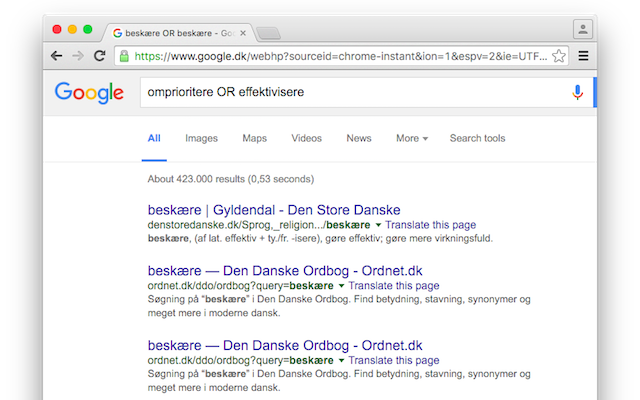 beskære OR beskære - Goo
https://www.google.dk/webhp?sourceid=chrome-instant&ion=1&espv=2&ie=UTF...
Google
omprioritere OR effektivisere
All Images Maps Videos News More Search tools
About 423.000 results (0,53 seconds)
beskære | Gyldendal - Den Store Danske
denstoredanske.dk/Sprog,_religion.../beskære Translate this page
beskære, (af lat. effektiv + ty./fr. -isere), gøre effektiv; gøre mere virkningsfuld.
beskære — Den Danske Ordbog - Ordnet.dk
ordnet.dk/ddo/ordbog?query=beskære Translate this page
Søgning på “beskære” i Den Danske Ordbog. Find betydning, stavning, synonymer og
meget mere i moderne dansk.
beskære — Den Danske Ordbog - Ordnet.dk
ordnet.dk/ddo/ordbog?query=beskære Translate this page
Søgning på “beskære” i Den Danske Ordbog. Find betydning, stavning, synonymer og
meget mere i moderne dansk.